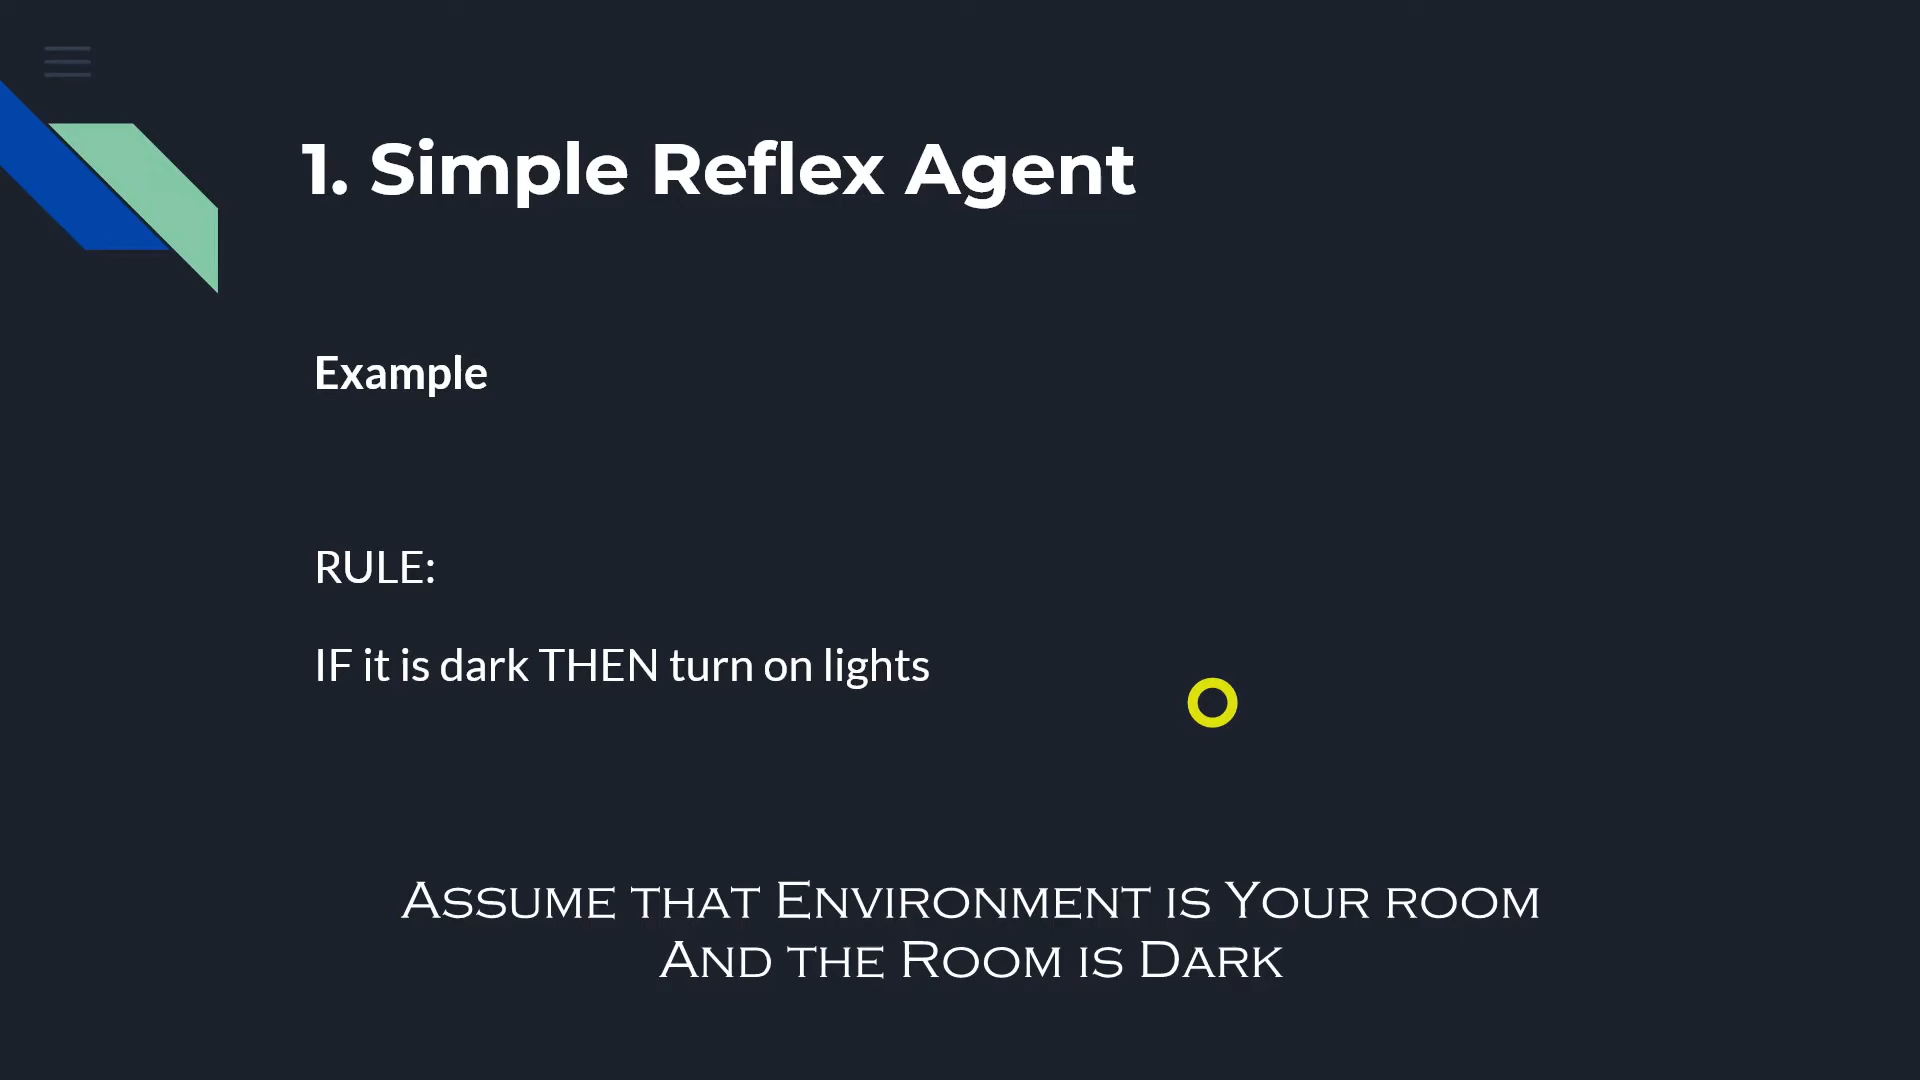 1. Simple Reflex Agent
Example
RULE:
IF it is dark THEN turn on lights
Assume that Environment is Your room
And the Room is Dark